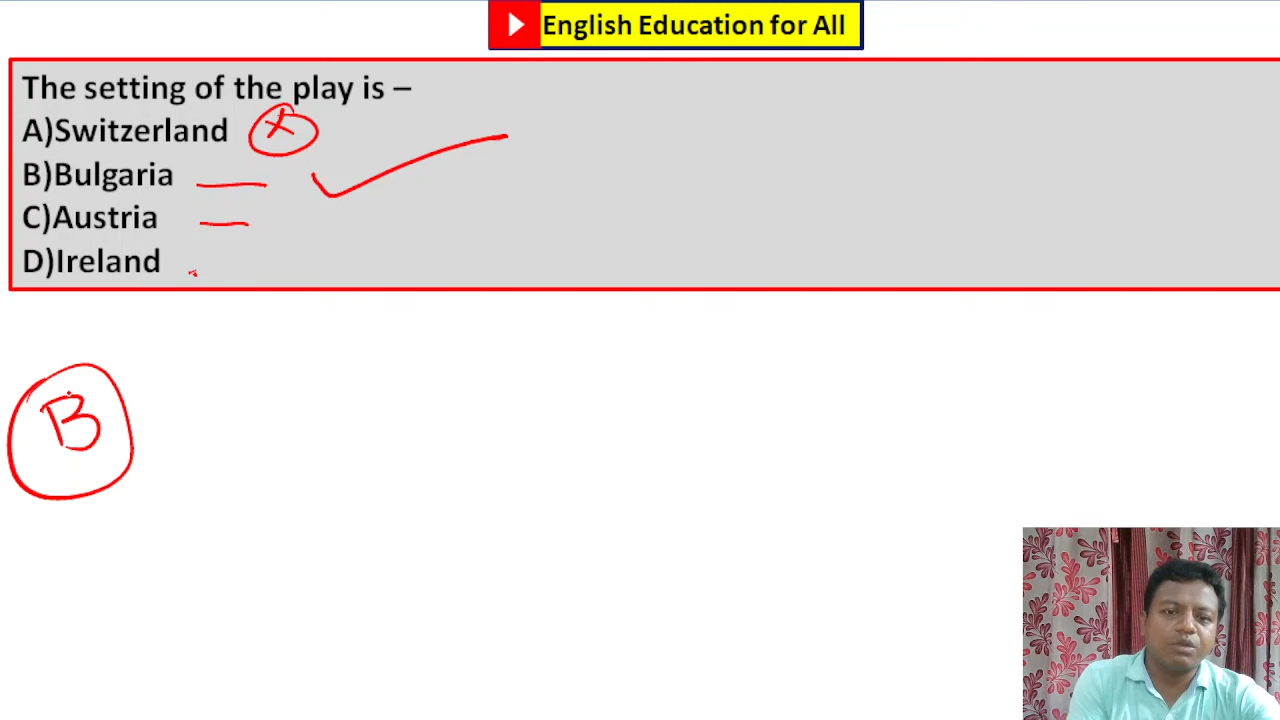 English Education for All
The setting of the play is –
A)Switzerland
B)Bulgaria
C)Austria
D)Ireland
B